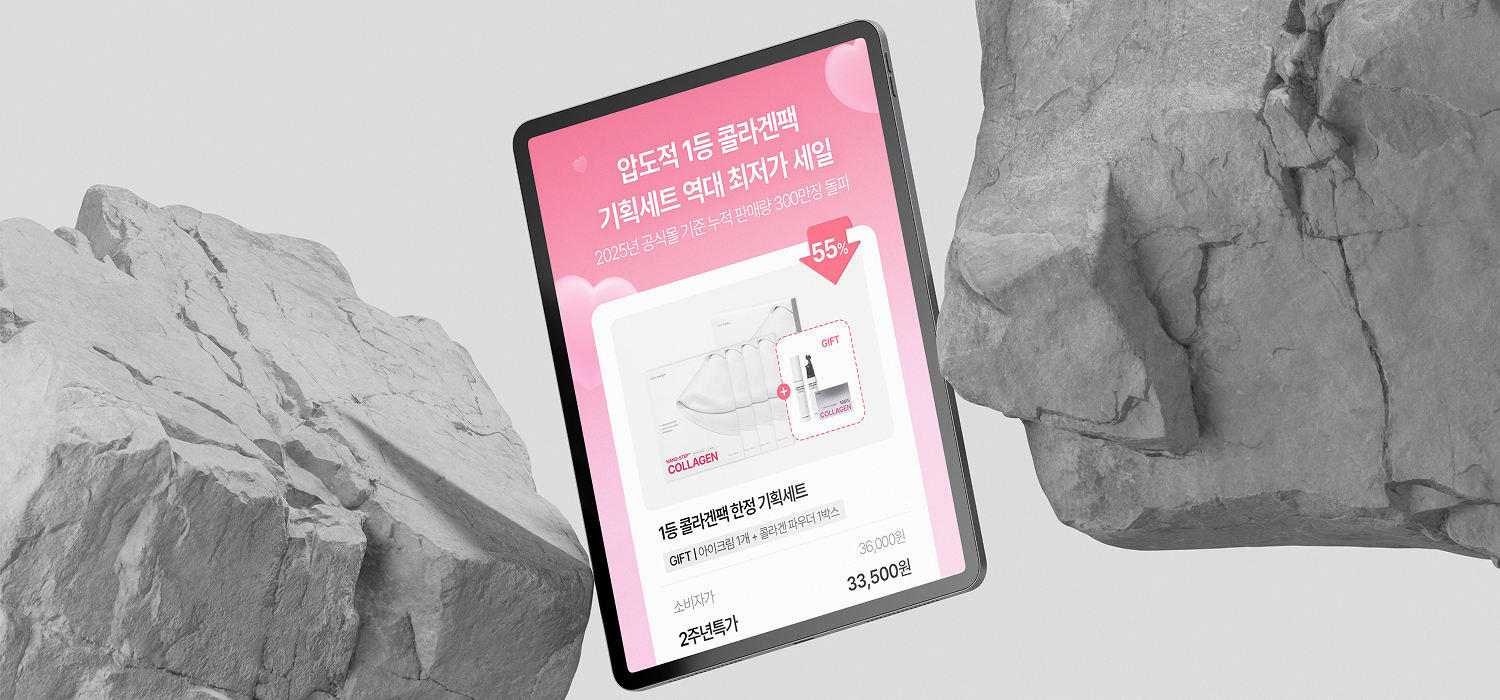 압도적 1등 콜라겐팩
기획세트 역대 최저가 세일
2025년 공식몰 기준 누적 판매량 300만장 돌파
55%
GIFT
+
100%
COLLAGEN
NANO-STEP™
COLLAGEN
1등 콜라겐팩 한정 기획세트
GIFT | 아이크림 1개 + 콜라겐 파우더 1박스
소비자가 36,000원
2주년특가 33,500원